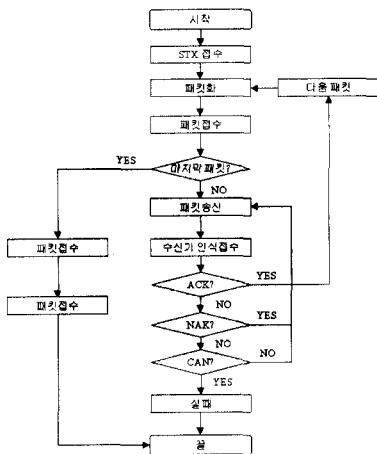 시작
STX 접수
패킷화
다음 패킷
패킷접수
YES
마지막 패킷?
NO
패킷송신
패킷접수
수신기 인식접수
ACK?
YES
NO
패킷접수
NAK?
YES
NO
CAN?
NO
YES
실패
끝